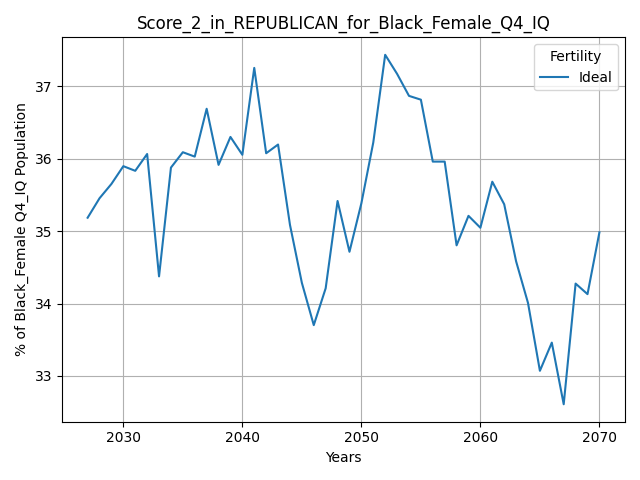 Score_2_in_REPUBLICAN_for_Black_Female_Q4_IQ
Fertility
Ideal
% of Black_Female Q4_IQ Population
37
36
35
34
33
2030
2040
2050
2060
2070
Years